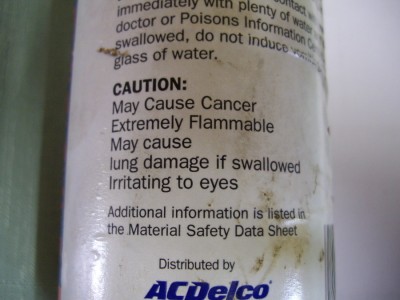 immediately with plenty of water
doctor or Poisons Information
swallowed, do not induce
glass of water.
CAUTION:
May Cause Cancer
Extremely Flammable
May cause
lung damage if swallowed
Irritating to eyes
Additional information is listed in
the Material Safety Data Sheet
Distributed by
ACDelco